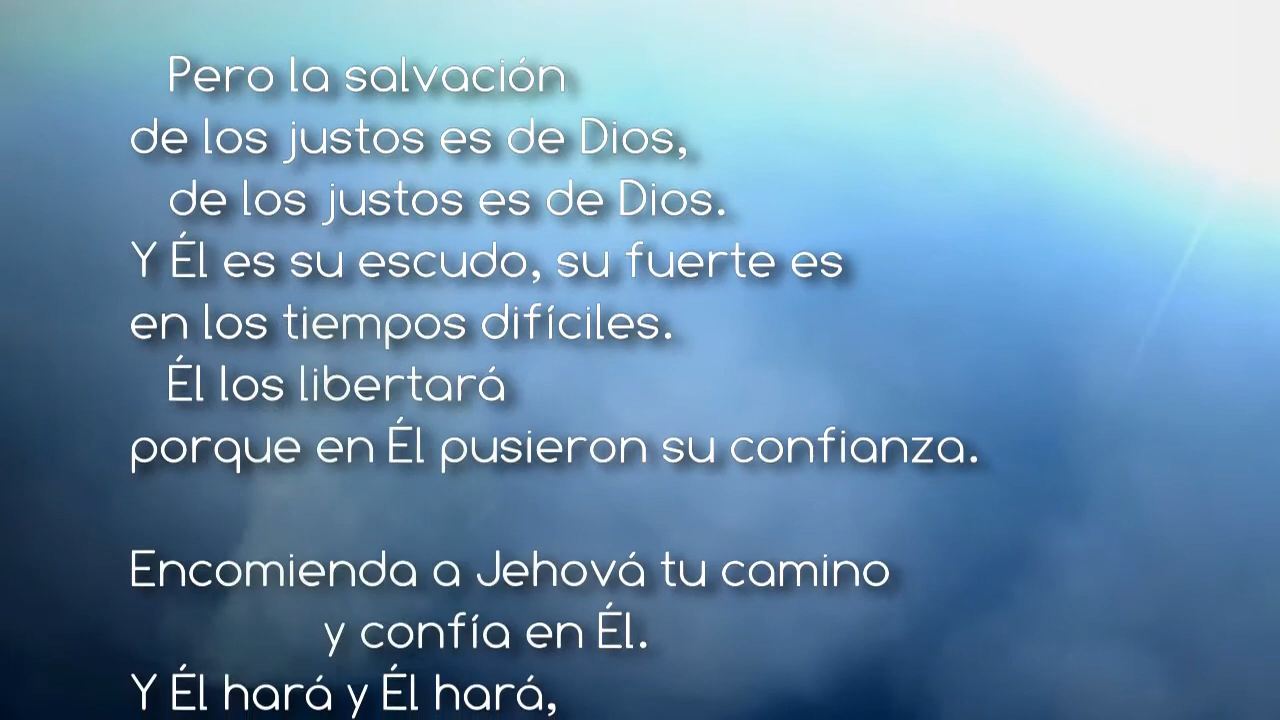 Pero la salvación
de los justos es de Dios,
de los justos es de Dios.
Y Él es su escudo, su fuerte es
en los tiempos difíciles.
Él los libertará
porque en Él pusieron su confianza.
Encomienda a Jehová tu camino
y confía en Él.
Y Él hará y Él hará,